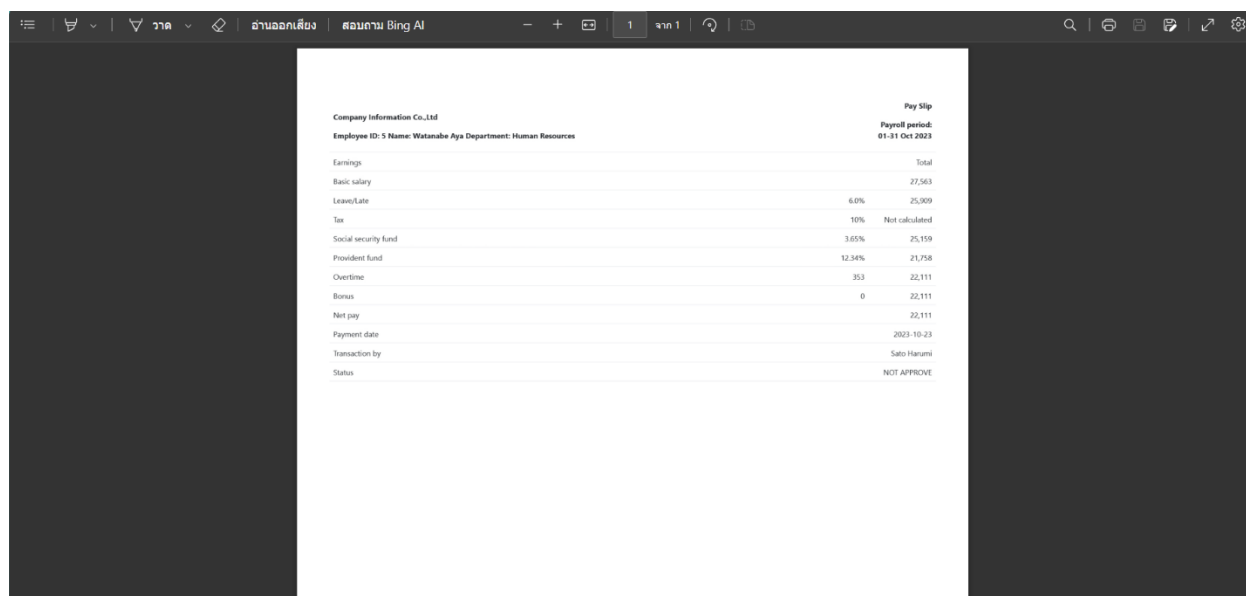 วาด อ่านออกเสียง สอบถาม Bing AI 1 จาก 1
Pay Slip
Company Information Co.,Ltd
Payroll period:
Employee ID: 5 Name: Watanabe Aya Department: Human Resources
01-31 Oct 2023
Earnings Total
Basic salary 27,563
Leave/Late 6.0% 25,909
Tax 10% Not calculated
Social security fund 3.65% 25,159
Provident fund 12.34% 21,758
Overtime 353 22,111
Bonus 0 22,111
Net pay 22,111
Payment date 2023-10-23
Transaction by Sato Harumi
Status NOT APPROVE